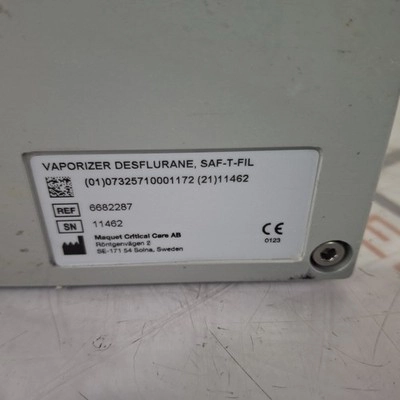 VAPORIZER DESFLURANE, SAF-T-FIL
(01)07325710001172 (21)11462
REF 6682287
SN 11462
Maquet Critical Care AB
Röntgenvägen 2
SE-171 54 Solna, Sweden
CE
0123